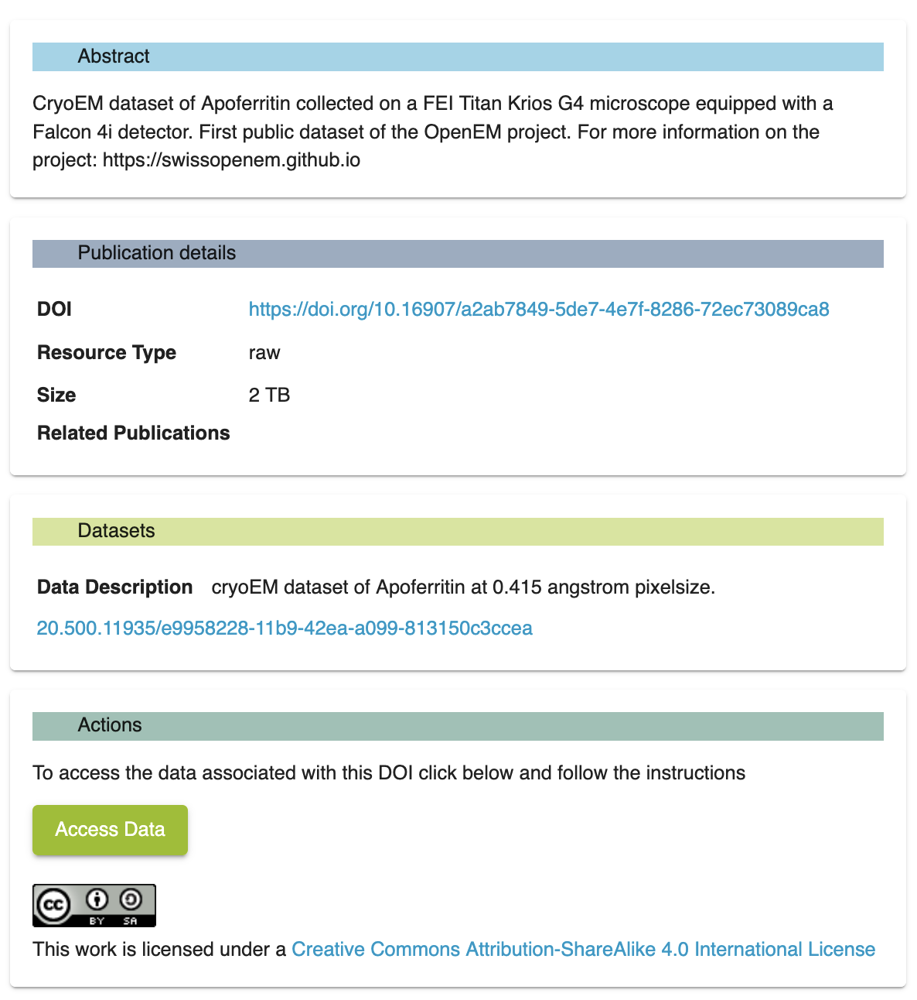 Abstract
CryoEM dataset of Apoferritin collected on a FEI Titan Krios G4 microscope equipped with a
Falcon 4i detector. First public dataset of the OpenEM project. For more information on the
project: https://swissopenem.github.io
Publication details
DOI https://doi.org/10.16907/a2ab7849-5de7-4e7f-8286-72ec73089ca8
Resource Type raw
Size 2 TB
Related Publications
Datasets
Data Description cryoEM dataset of Apoferritin at 0.415 angstrom pixelsize.
20.500.11935/e9958228-11b9-42ea-a099-813150c3ccea
Actions
To access the data associated with this DOI click below and follow the instructions
Access Data
cc
BY SA
This work is licensed under a Creative Commons Attribution-ShareAlike 4.0 International License